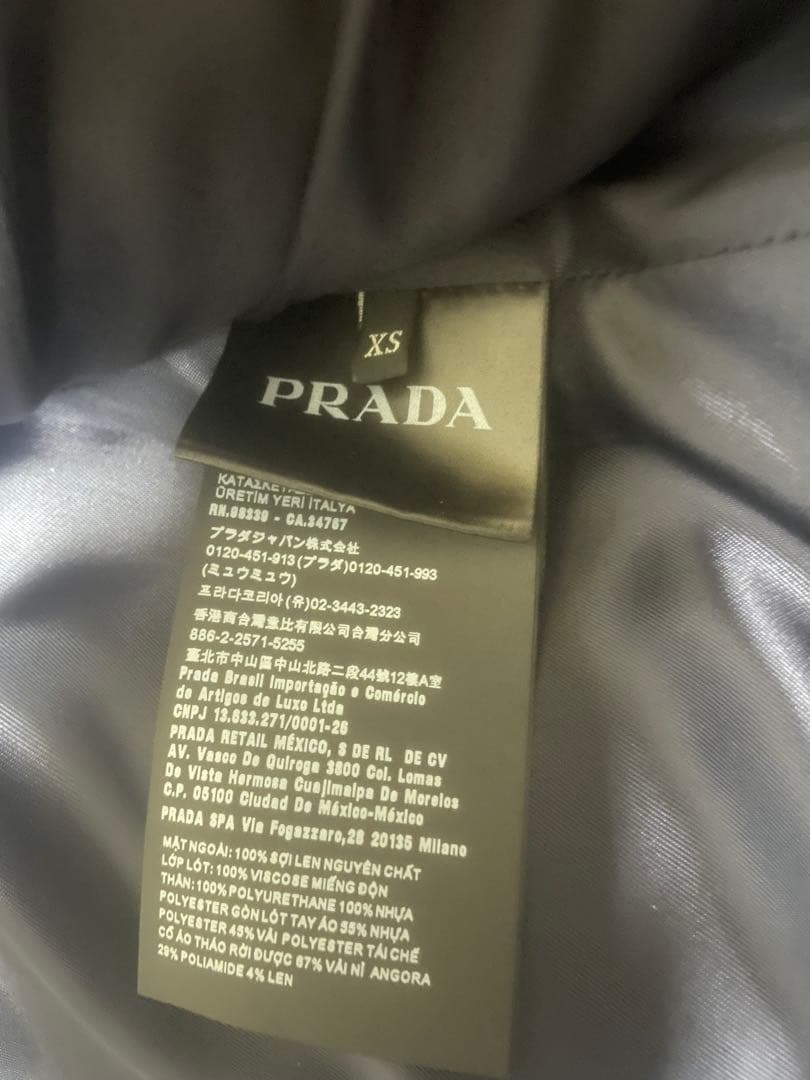 XS
PRADA
ÜRETİM YERİ İTALYA
RN.96339 - CA.34767
プラダジャパン株式会社
0120-451-913(プラダ)0120-451-993
(ミュウミュウ)
프라다코리아(유)02-3443-2323
香港商台灣重比有限公司台灣分公司
886-2-2571-5255
臺北市中山區中山北路二段44號12樓A室
Prada Brasil Importação e Comércio
de Artigos de Luxo Ltda
CNPJ 13.633.271/0001-26
PRADA RETAIL MÉXICO, S DE RL DE CV
AV. Vasco De Quiroga 3800 Col. Lomas
De Vista Hermosa Cuajimalpa De Morelos
C.P. 05100 Ciudad De México-México
PRADA SPA Via Fogazzaro,28 20135 Milano
MẶT NGOÀI: 100% SỢI LEN NGUYÊN CHẤT
LỚP LÓT: 100% VISCOSE MIẾNG ĐỘN
THÂN: 100% POLYURETHANE 100% NHỰA
POLYESTER GÒN LÓT TAY ÁO 55% NHỰA
POLYESTER 45% VẢI POLYESTER TÁI CHẾ
CỔ ÁO THÁO RỜI ĐƯỢC 67% VẢI NỈ ANGORA
29% POLIAMIDE 4% LEN